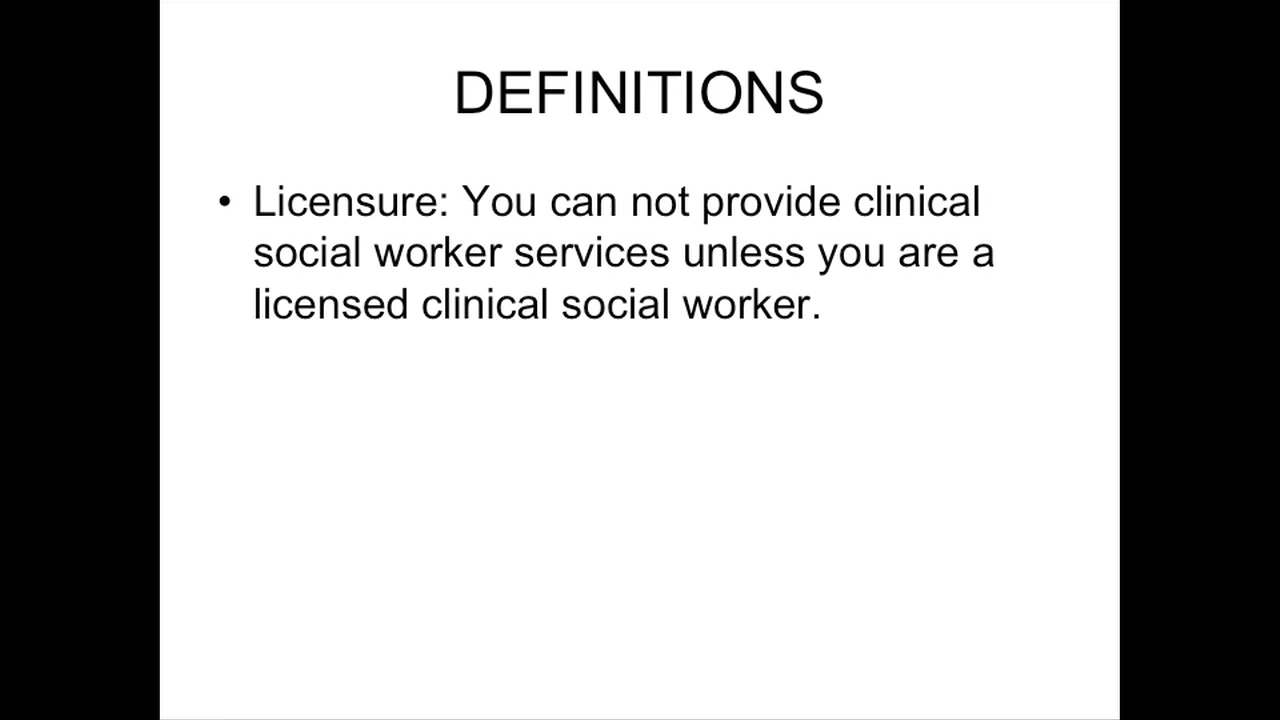 DEFINITIONS
• Licensure: You can not provide clinical
social worker services unless you are a
licensed clinical social worker.